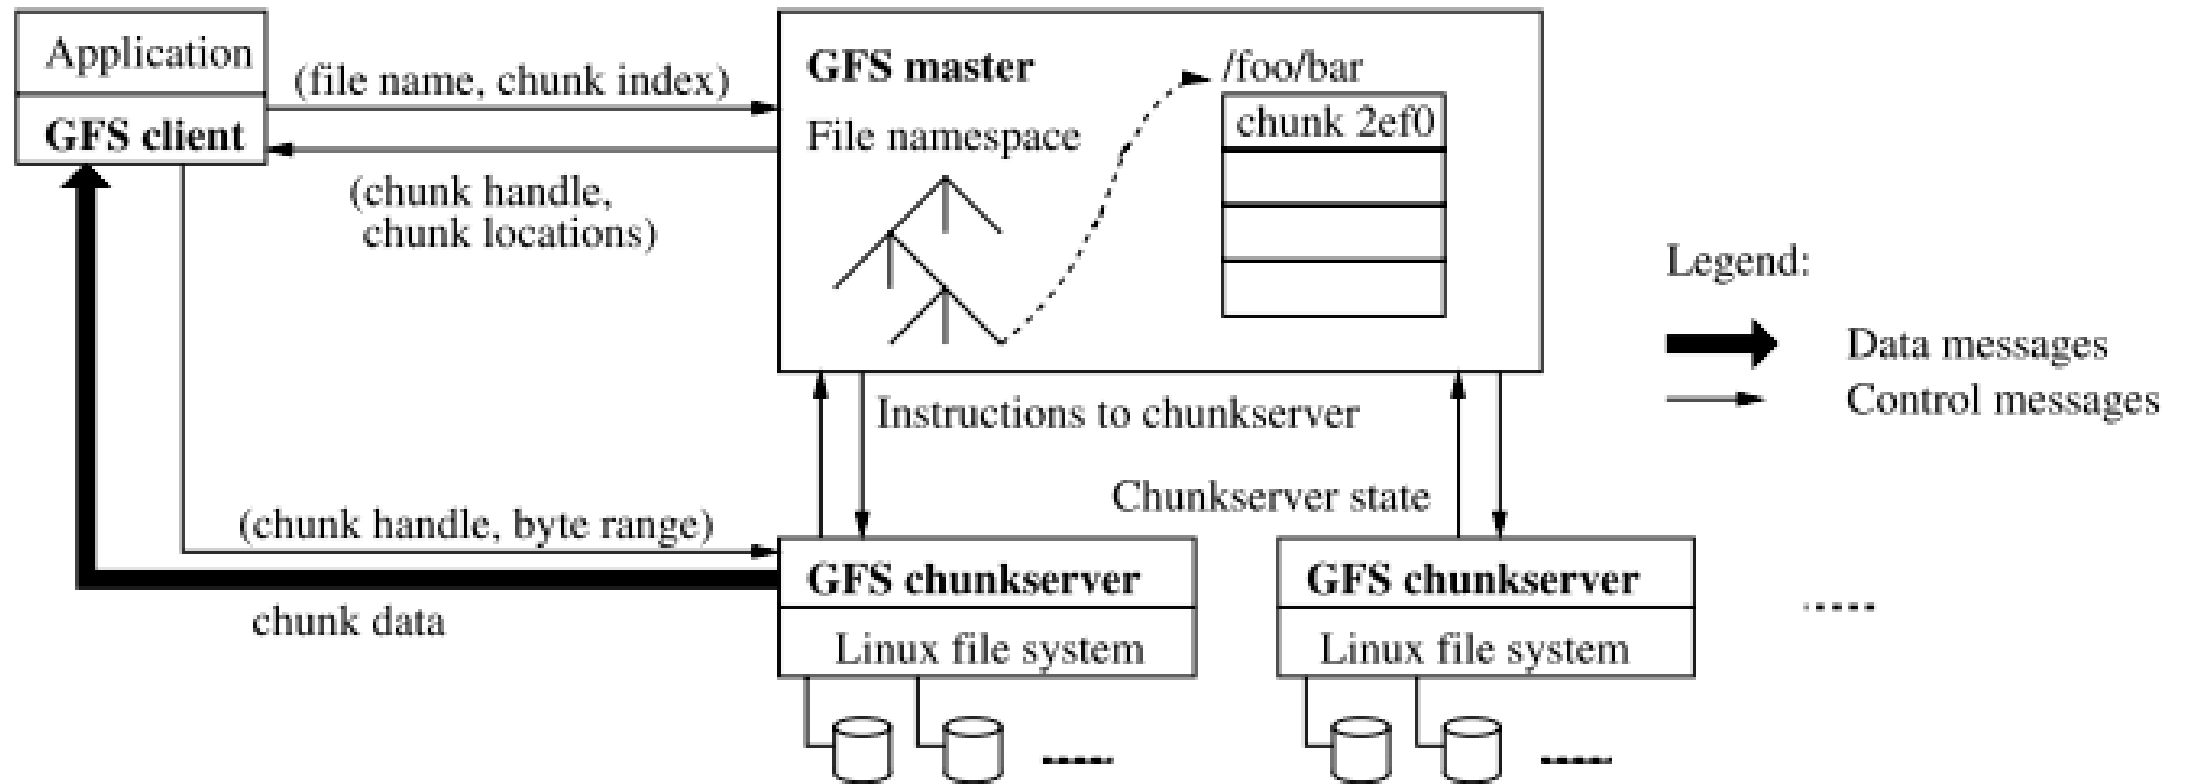 Application
GFS client
(file name, chunk index)
(chunk handle,
chunk locations)
GFS master
File namespace
/foo/bar
chunk 2ef0
Legend:
Data messages
Control messages
Instructions to chunkserver
Chunkserver state
(chunk handle, byte range)
chunk data
GFS chunkserver
Linux file system
GFS chunkserver
Linux file system